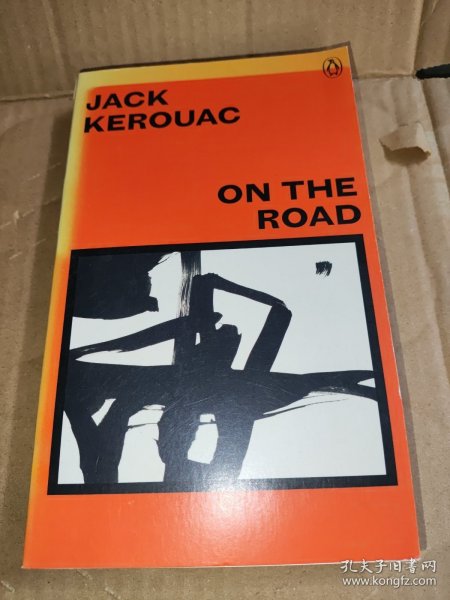 JACK
KEROUAC
ON THE
ROAD
孔夫子旧书网
www.kongfz.com